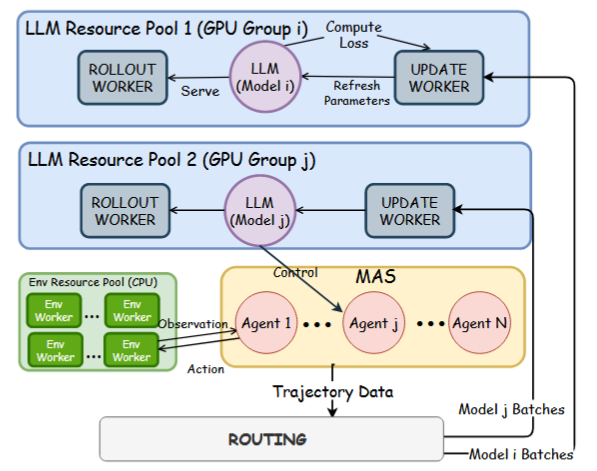 LLM Resource Pool 1 (GPU Group i)
Compute
Loss
ROLLOUT
WORKER
Serve
LLM
(Model i)
Refresh
Parameters
UPDATE
WORKER
LLM Resource Pool 2 (GPU Group j)
ROLLOUT
WORKER
LLM
(Model j)
UPDATE
WORKER
Control
Env Resource Pool (CPU)
Env
Worker
...
Env
Worker
Env
Worker
...
Env
Worker
Observation
Action
MAS
Agent 1
•••
Agent j
•••
Agent N
Trajectory Data
ROUTING
Model j Batches
Model i Batches